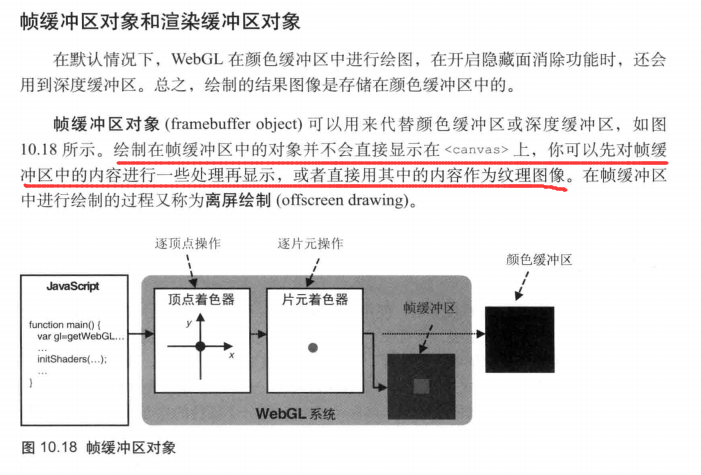 帧缓冲区对象和渲染缓冲区对象
在默认情况下，WebGL 在颜色缓冲区中进行绘图，在开启隐藏面消除功能时，还会
用到深度缓冲区。总之，绘制的结果图像是存储在颜色缓冲区中的。
帧缓冲区对象 (framebuffer object) 可以用来代替颜色缓冲区或深度缓冲区，如图
10.18 所示。绘制在帧缓冲区中的对象并不会直接显示在 <canvas> 上，你可以先对帧缓
冲区中的内容进行一些处理再显示，或者直接用其中的内容作为纹理图像。在帧缓冲区
中进行绘制的过程又称为离屏绘制 (offscreen drawing)。
逐顶点操作
逐片元操作
颜色缓冲区
JavaScript
function main() {
var gl=getWebGL…
…
initShaders(…);
…
}
顶点着色器
y
x
片元着色器
帧缓冲区
WebGL 系统
图 10.18 帧缓冲区对象